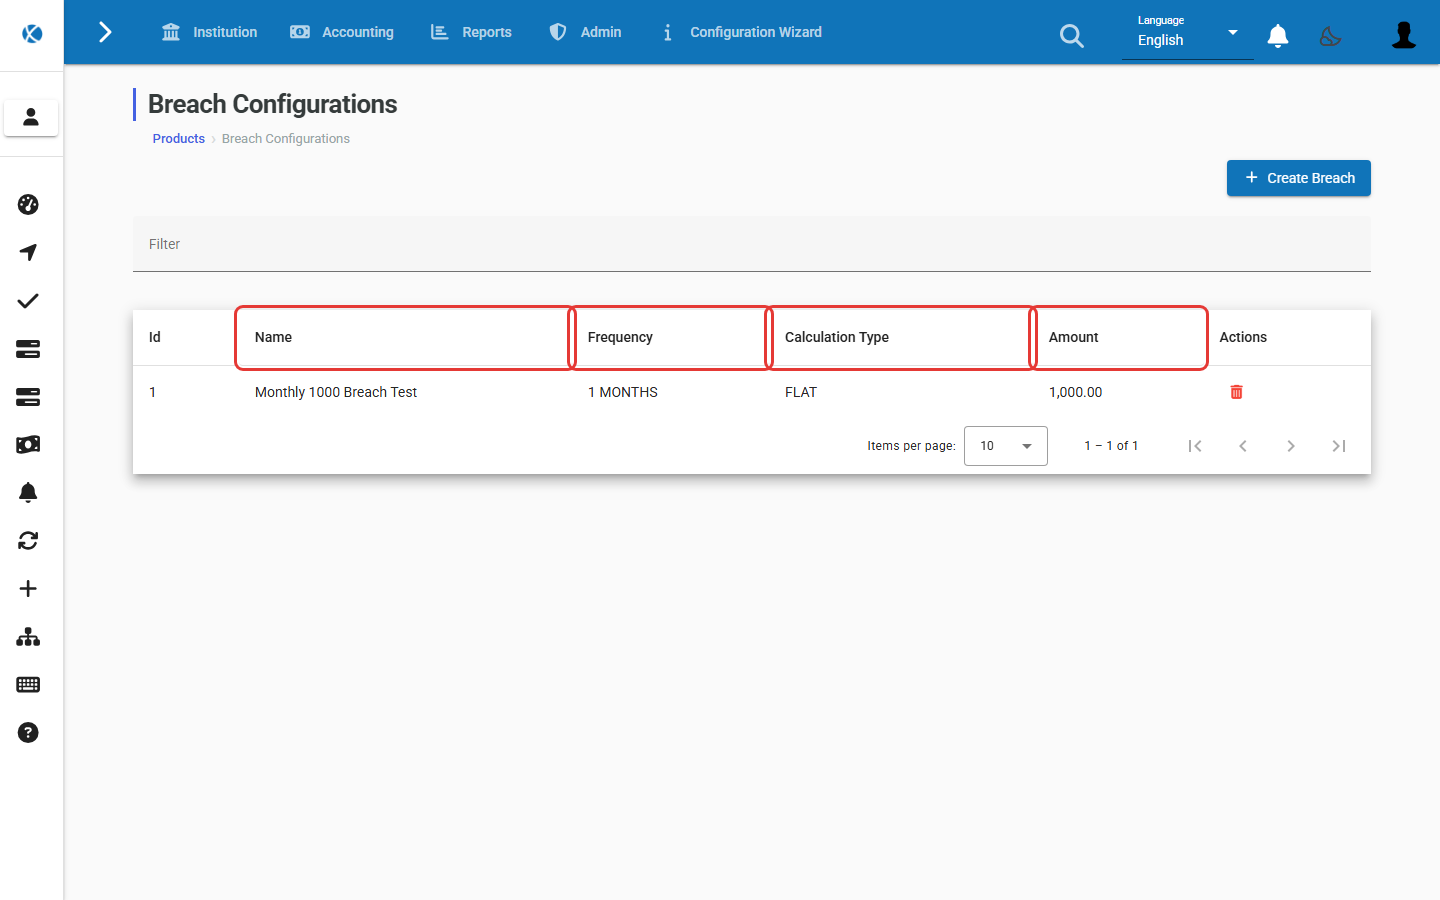 Institution Accounting Reports Admin Configuration Wizard
Language
English
Breach Configurations
Products › Breach Configurations
+ Create Breach
Filter
Id Name Frequency Calculation Type Amount Actions
1 Monthly 1000 Breach Test 1 MONTHS FLAT 1,000.00
Items per page: 10 1 – 1 of 1